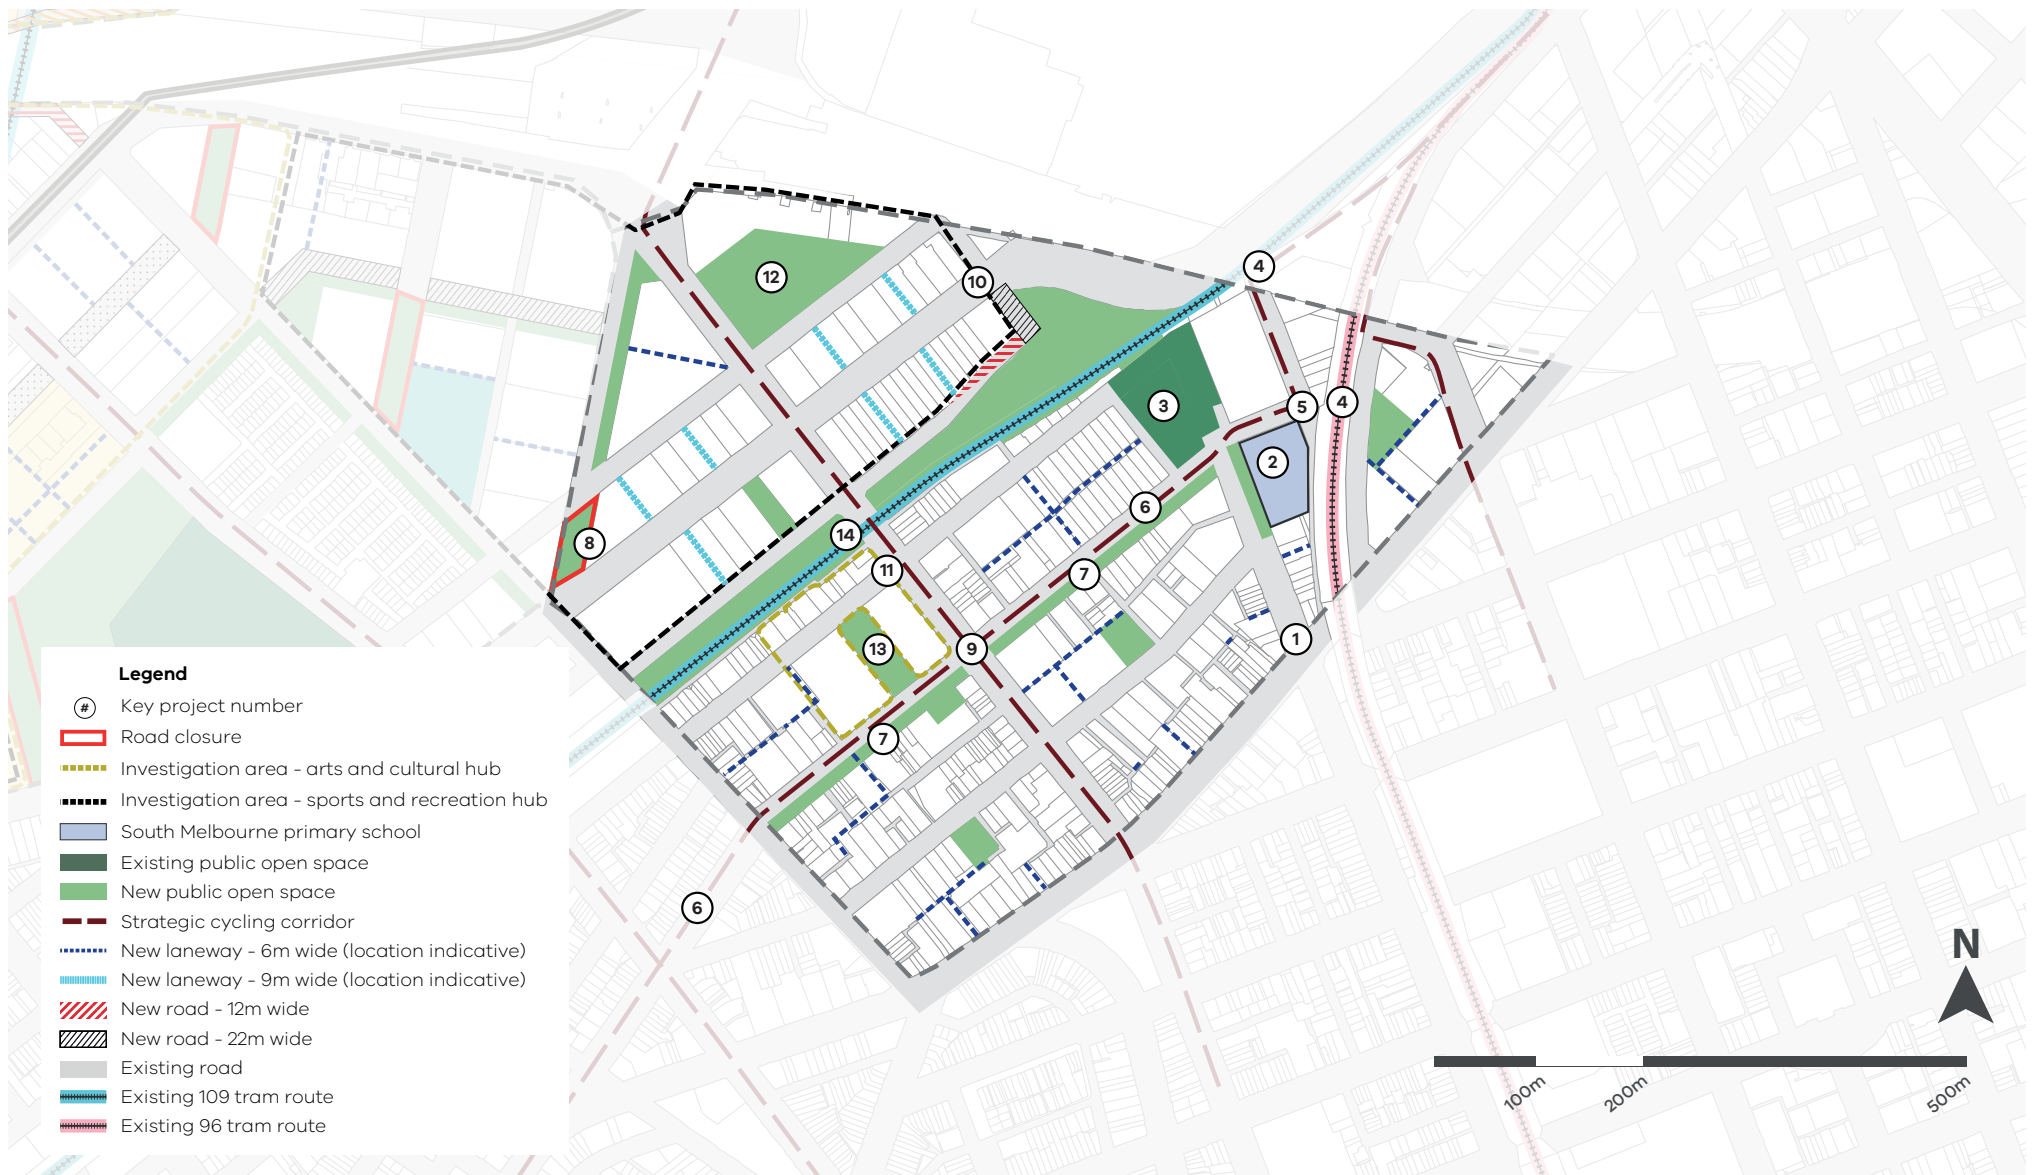 4
12
10
4
5
3
2
6
8
14
11
7
1
9
13
7
6
Legend
# Key project number
Road closure
Investigation area - arts and cultural hub
Investigation area - sports and recreation hub
South Melbourne primary school
Existing public open space
New public open space
Strategic cycling corridor
New laneway - 6m wide (location indicative)
New laneway - 9m wide (location indicative)
New road - 12m wide
New road - 22m wide
Existing road
Existing 109 tram route
Existing 96 tram route
N
100m
200m
500m